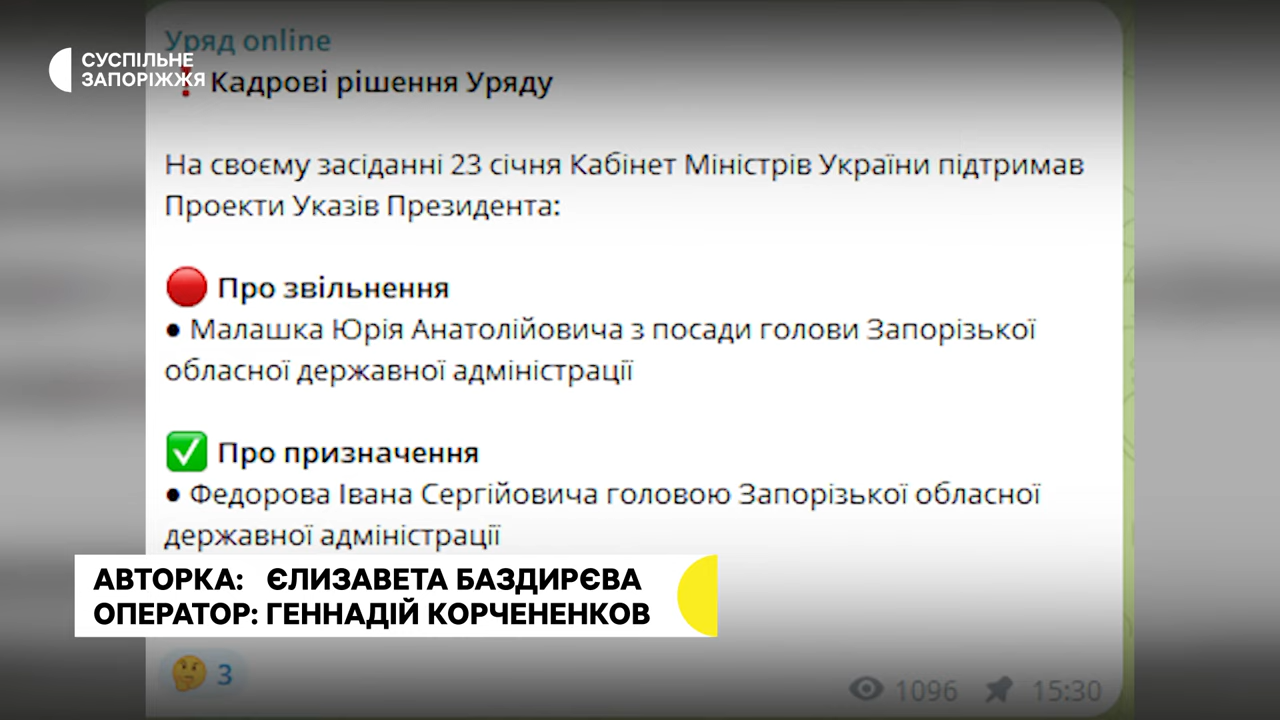 Уряд online
СУСПІЛЬНЕ
ЗАПОРІЖЖЯ
❗ Кадрові рішення Уряду
На своєму засіданні 23 січня Кабінет Міністрів України підтримав
Проекти Указів Президента:
🔴 Про звільнення
● Малашка Юрія Анатолійовича з посади голови Запорізької
обласної державної адміністрації
✅ Про призначення
● Федорова Івана Сергійовича головою Запорізької обласної
державної адміністрації
АВТОРКА: ЄЛИЗАВЕТА БАЗДИРЄВА
ОПЕРАТОР: ГЕННАДІЙ КОРЧЕНЕНКОВ
🤔 3
1096 15:30